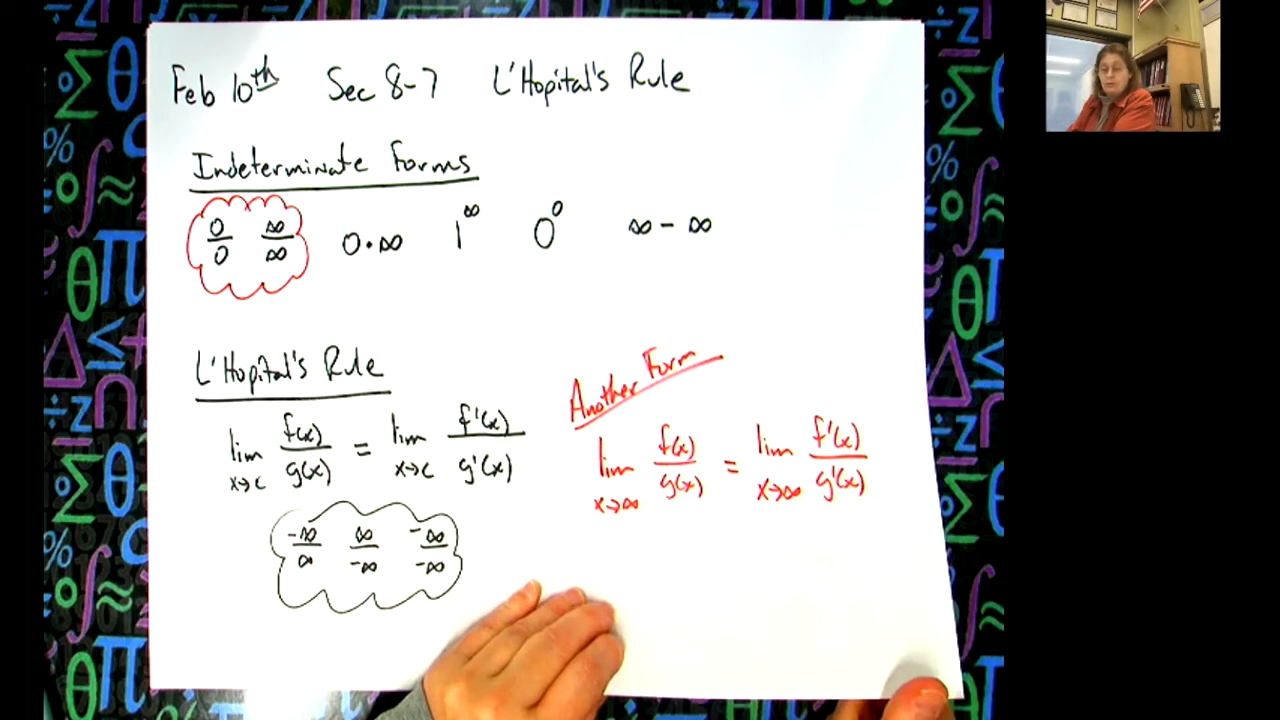 Feb 10th Sec 8-7 L'Hopital's Rule
Indeterminate Forms
0/0 ∞/∞ 0·∞ 1^∞ 0^0 ∞ - ∞
L'Hopital's Rule
lim x→c f(x)/g(x) = lim x→c f'(x)/g'(x)
-∞/∞ ∞/-∞ -∞/-∞
Another Form
lim x→∞ f(x)/g(x) = lim x→∞ f'(x)/g'(x)